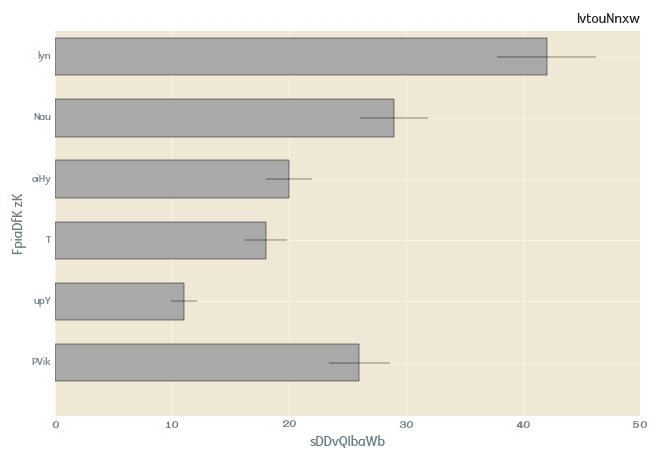 lvtouNnxw
lyn
Nau
oiHy
T
upY
PVik
FpiaDfK zK
0 10 20 30 40 50
sDDvQlbaWb